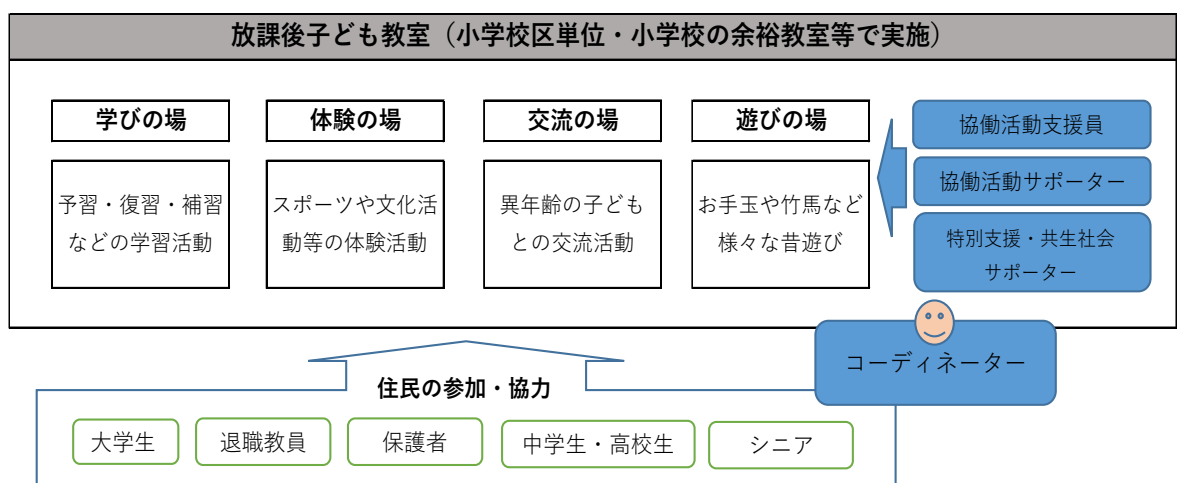 放課後子ども教室（小学校区単位・小学校の余裕教室等で実施）
学びの場
体験の場
交流の場
遊びの場
予習・復習・補習
などの学習活動
スポーツや文化活
動等の体験活動
異年齢の子ども
との交流活動
お手玉や竹馬など
様々な昔遊び
協働活動支援員
協働活動サポーター
特別支援・共生社会
サポーター
コーディネーター
住民の参加・協力
大学生
退職教員
保護者
中学生・高校生
シニア